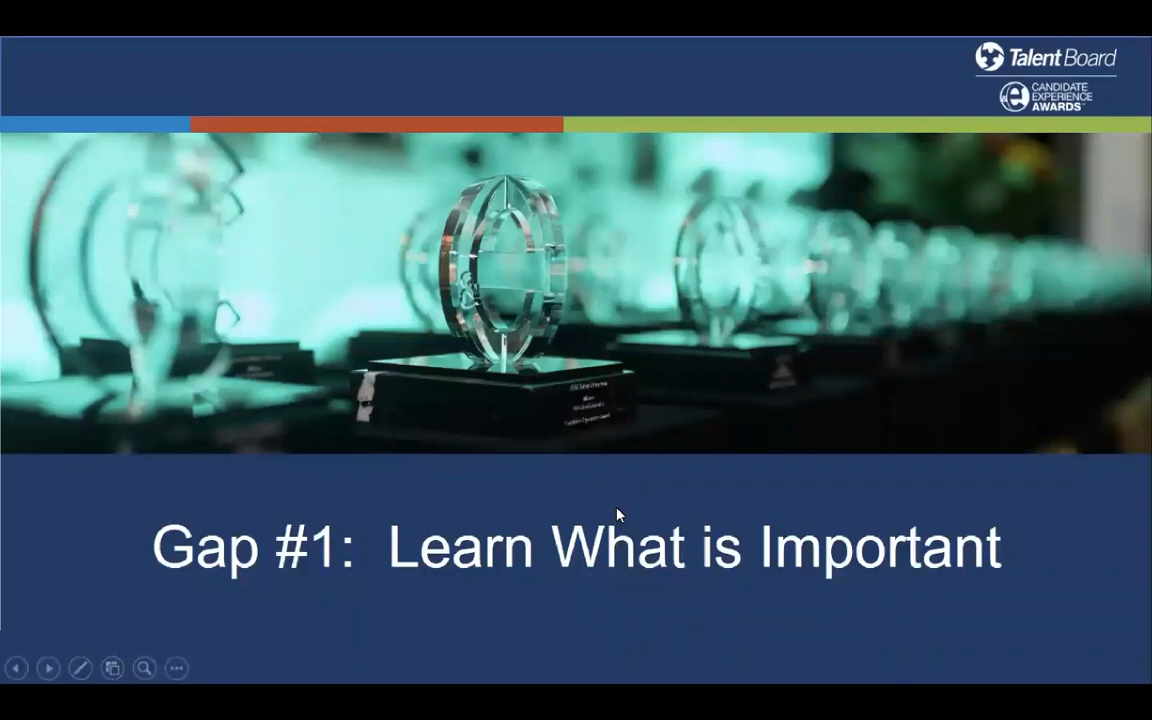 Talent Board
CANDIDATE
EXPERIENCE
AWARDS
Gap #1: Learn What is Important